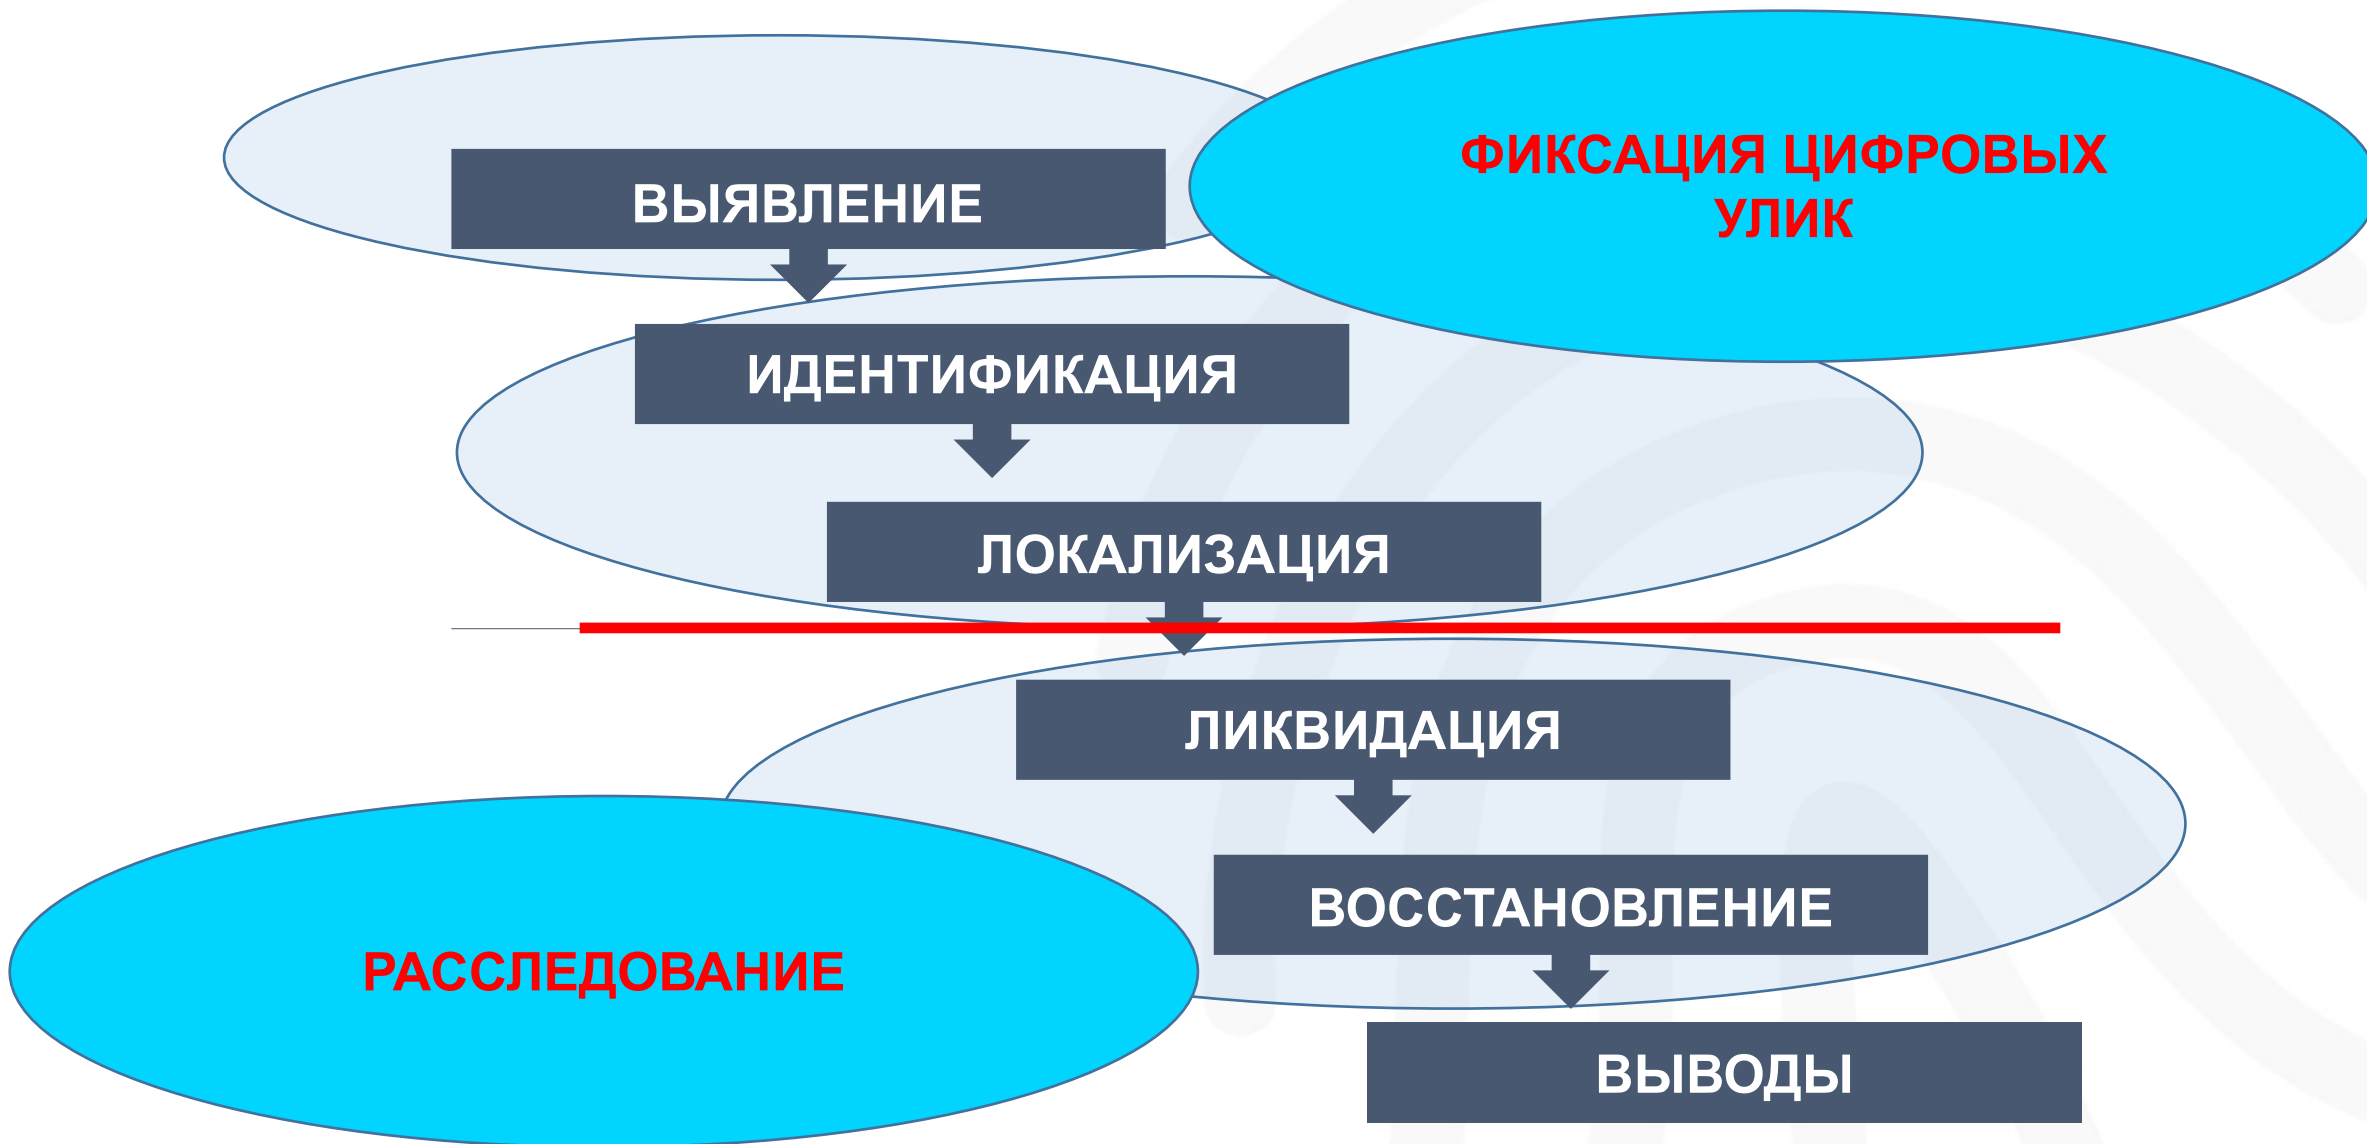 ФИКСАЦИЯ ЦИФРОВЫХ
УЛИК
ВЫЯВЛЕНИЕ
ИДЕНТИФИКАЦИЯ
ЛОКАЛИЗАЦИЯ
ЛИКВИДАЦИЯ
ВОССТАНОВЛЕНИЕ
РАССЛЕДОВАНИЕ
ВЫВОДЫ